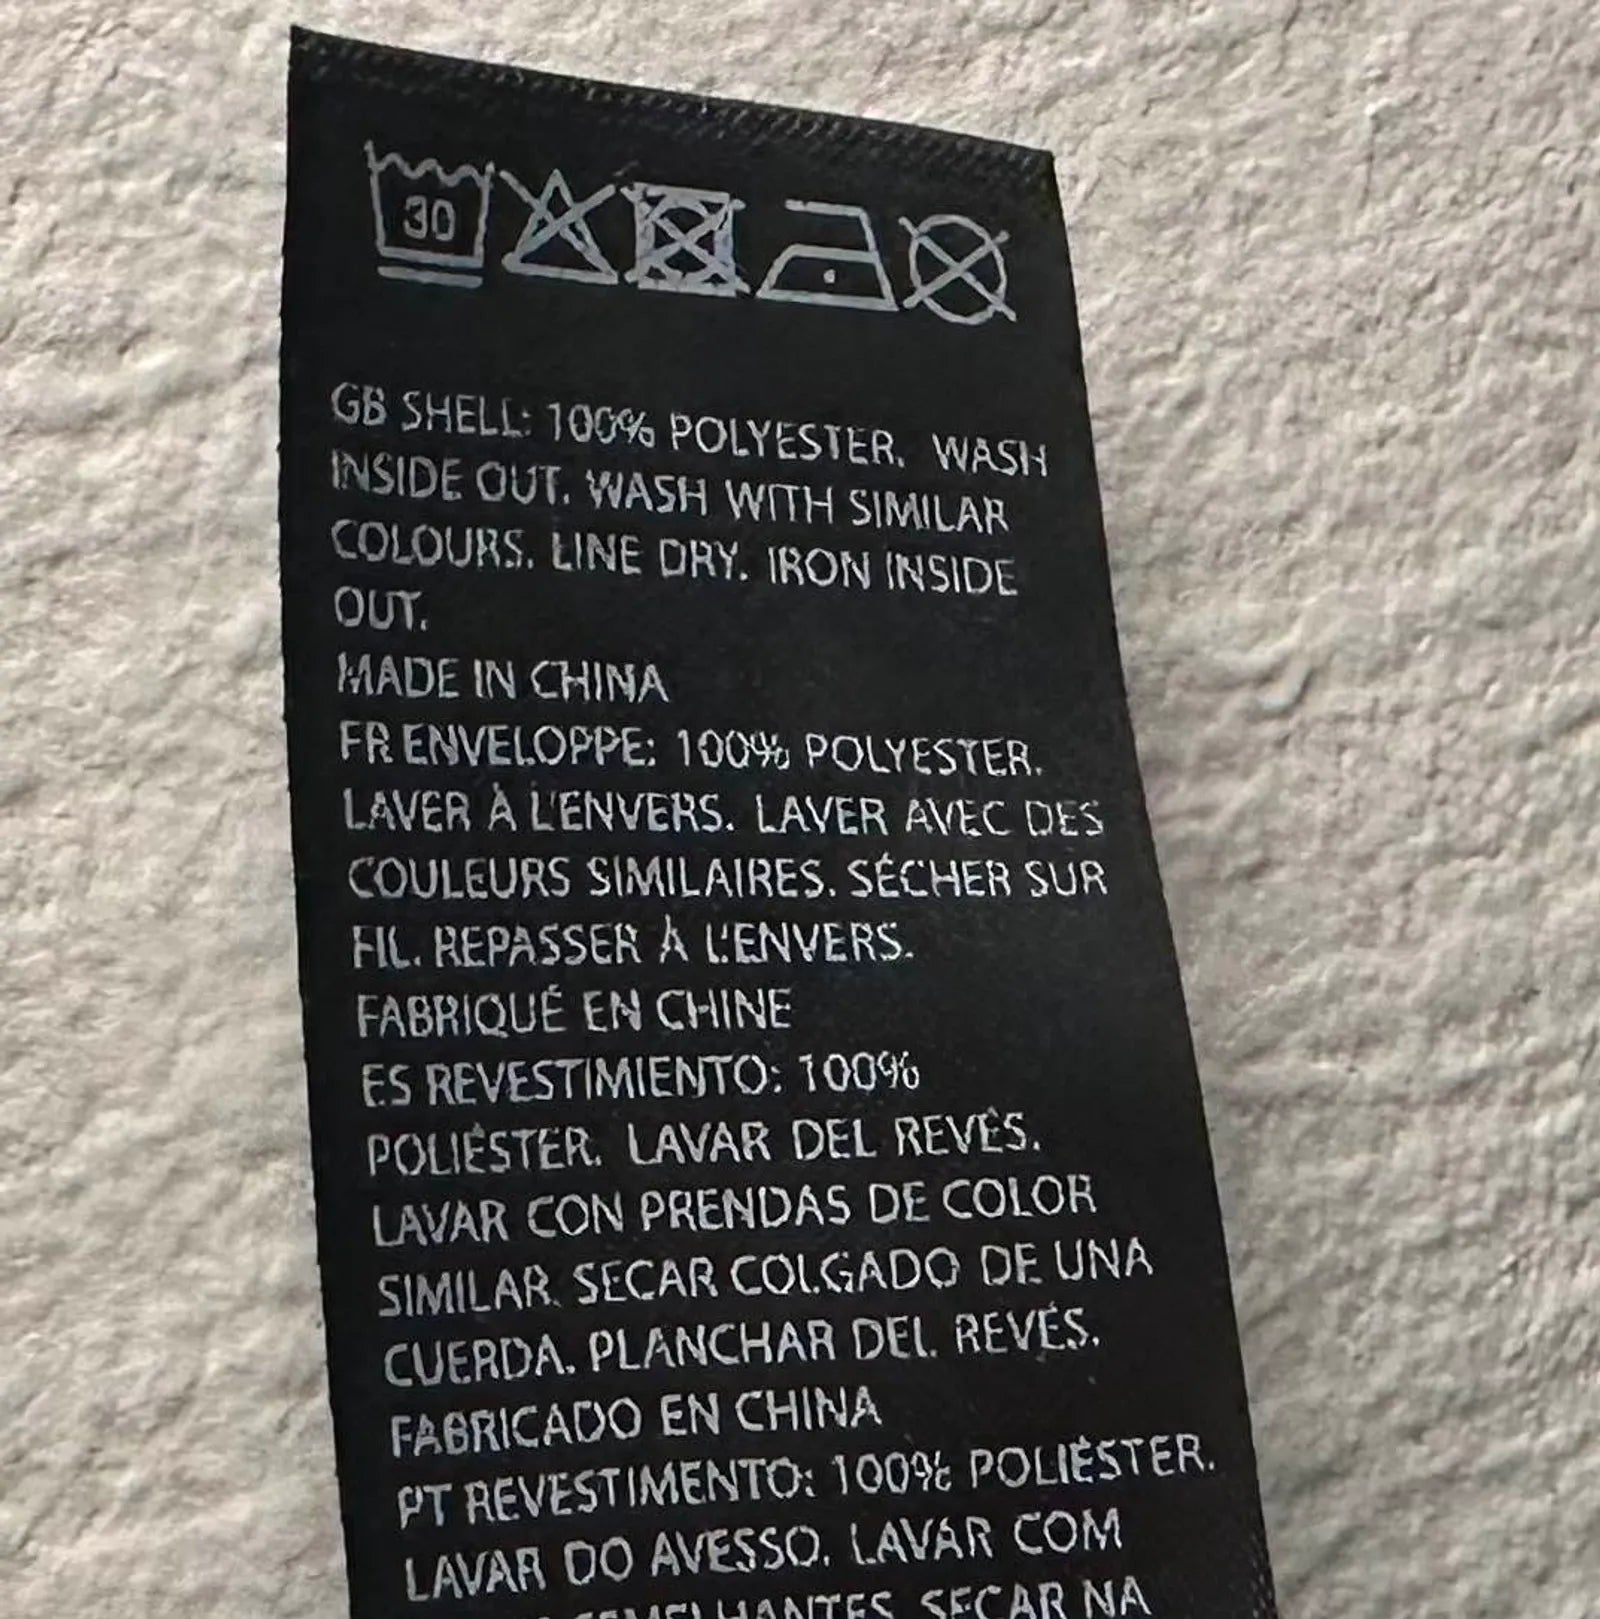 30
GB SHELL: 100% POLYESTER. WASH
INSIDE OUT. WASH WITH SIMILAR
COLOURS. LINE DRY. IRON INSIDE
OUT.
MADE IN CHINA
FR ENVELOPPE: 100% POLYESTER.
LAVER À L'ENVERS. LAVER AVEC DES
COULEURS SIMILAIRES. SÉCHER SUR
FIL. REPASSER À L'ENVERS.
FABRIQUÉ EN CHINE
ES REVESTIMIENTO: 100%
POLIÉSTER. LAVAR DEL REVÉS.
LAVAR CON PRENDAS DE COLOR
SIMILAR. SECAR COLGADO DE UNA
CUERDA. PLANCHAR DEL REVÉS.
FABRICADO EN CHINA
PT REVESTIMENTO: 100% POLIÉSTER.
LAVAR DO AVESSO. LAVAR COM
SEMELHANTES. SECAR NA